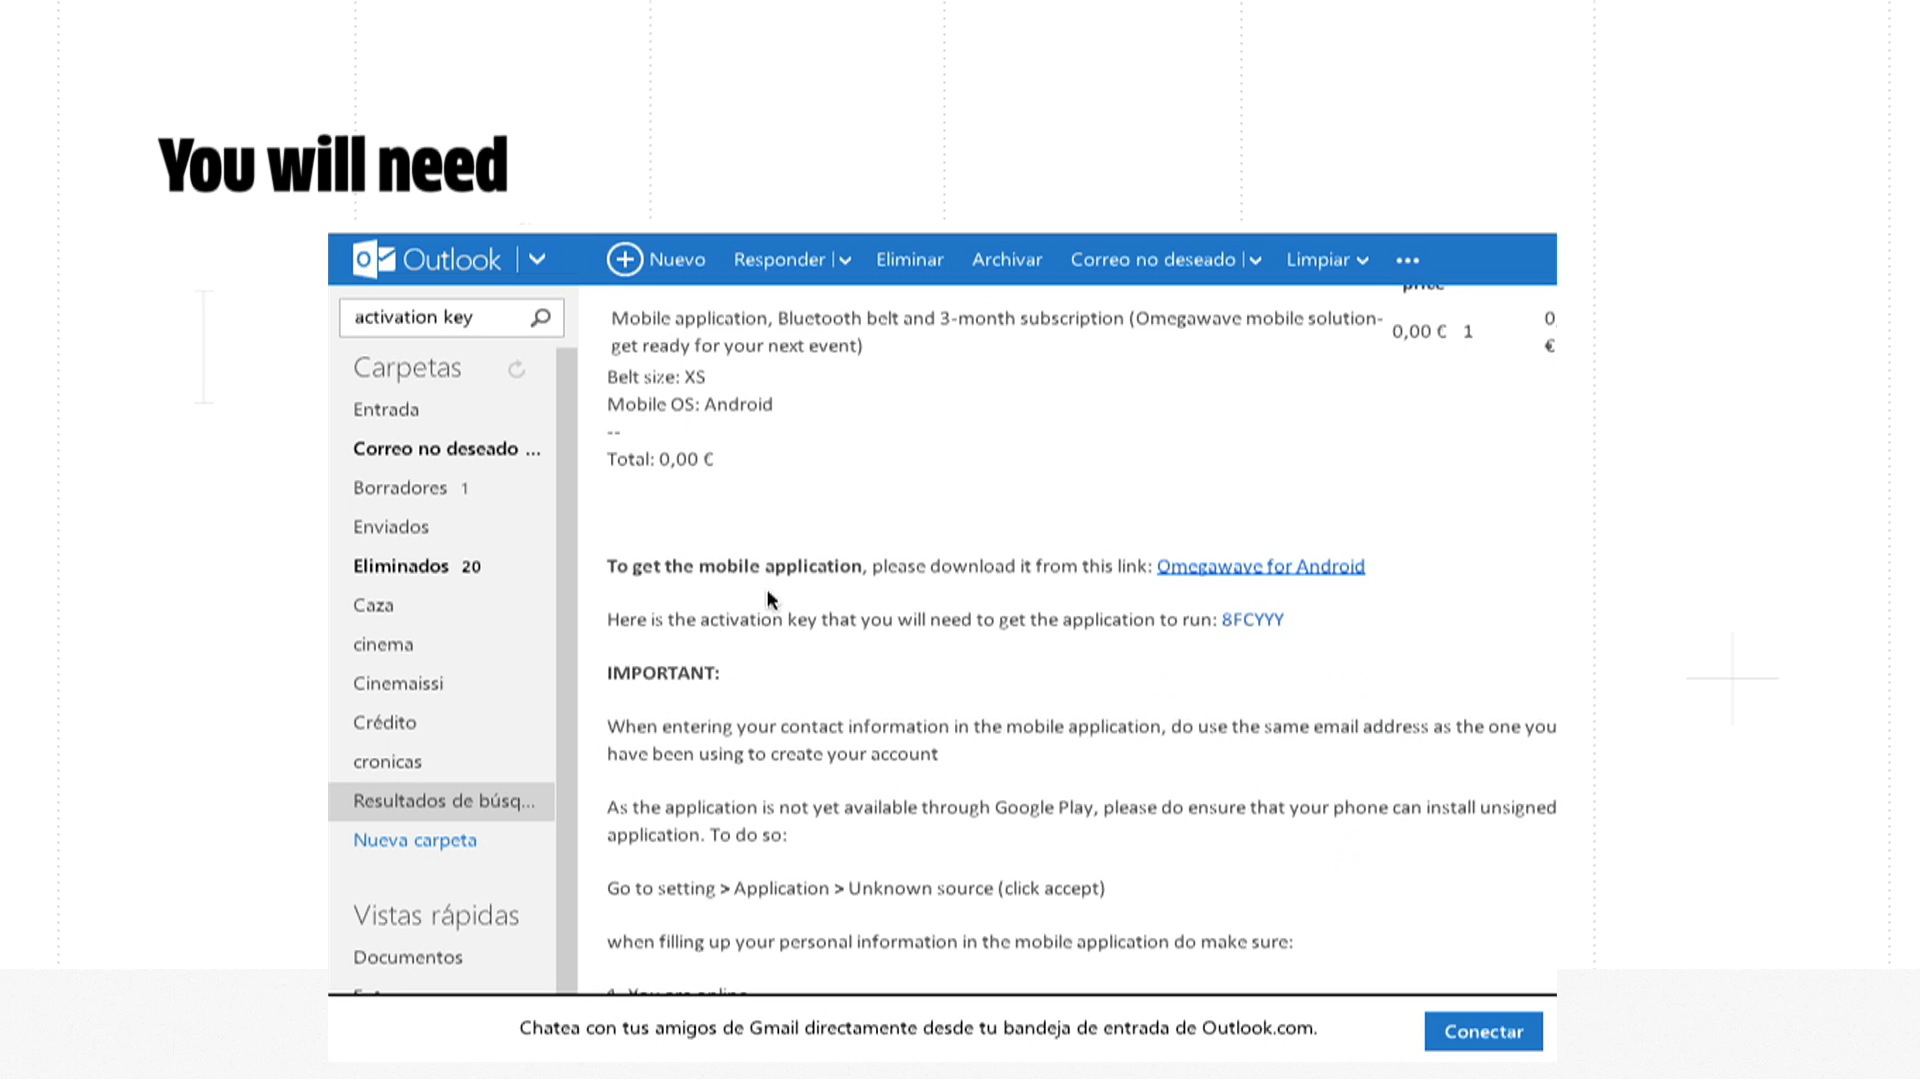 You will need
Outlook
Nuevo Responder Eliminar Archivar Correo no deseado Limpiar ...
activation key
Carpetas
Entrada
Correo no deseado ...
Borradores 1
Enviados
Eliminados 20
Caza
cinema
Cinemaissi
Crédito
cronicas
Resultados de búsq...
Nueva carpeta
Vistas rápidas
Documentos
price
Mobile application, Bluetooth belt and 3-month subscription (Omegawave mobile solution-
get ready for your next event)
0,00 € 1
0
€
Belt size: XS
Mobile OS: Android
--
Total: 0,00 €
To get the mobile application, please download it from this link: Omegawave for Android
Here is the activation key that you will need to get the application to run: 8FCYYY
IMPORTANT:
When entering your contact information in the mobile application, do use the same email address as the one you
have been using to create your account
As the application is not yet available through Google Play, please do ensure that your phone can install unsigned
application. To do so:
Go to setting > Application > Unknown source (click accept)
when filling up your personal information in the mobile application do make sure:
Chatea con tus amigos de Gmail directamente desde tu bandeja de entrada de Outlook.com.
Conectar